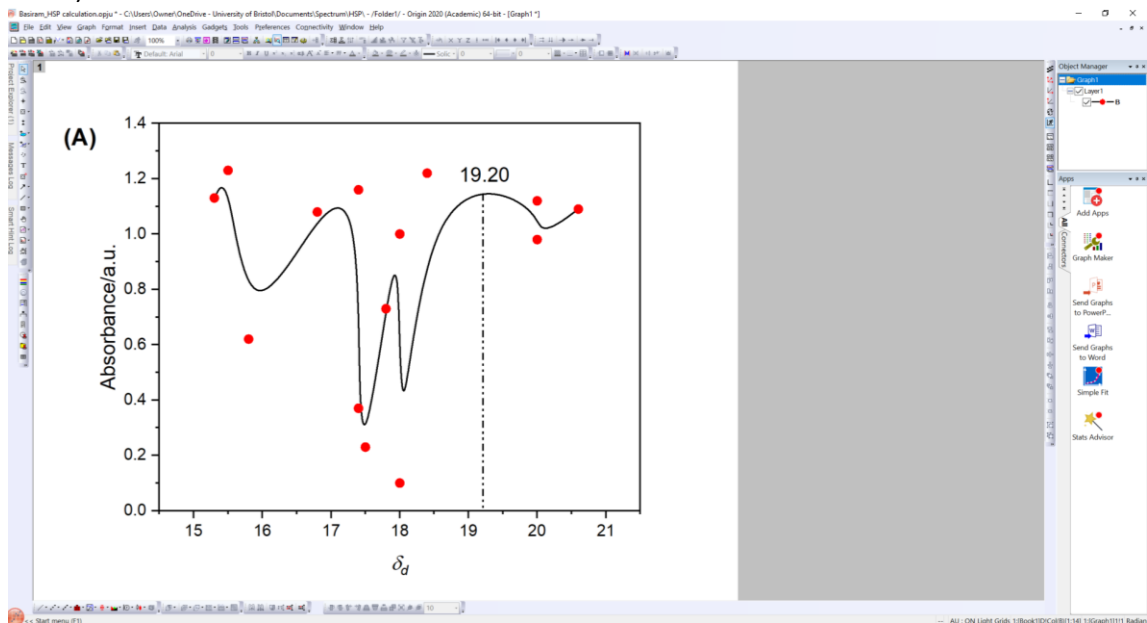 Basiram_HSP calculation.opju * - C:\Users\Owner\OneDrive - University of Bristol\Documents\Spectrum\HSP\ - /Folder1/ - Origin 2020 (Academic) 64-bit - [Graph1 *]
File Edit View Graph Format Insert Data Analysis Gadgets Tools Preferences Connectivity Window Help
100%
Default: Arial 0
Project Explorer (1)
Messages Log
Smart Hint Log
1
Object Manager
Graph1
Layer1
B
(A)
19.20
1.4
1.2
1.0
0.8
0.6
0.4
0.2
0.0
Absorbance/a.u.
15 16 17 18 19 20 21
δd
Apps
All
Connectors
Add Apps
Graph Maker
Send Graphs
to PowerP...
Send Graphs
to Word
Simple Fit
Stats Advisor
10
<< Start menu (F1)